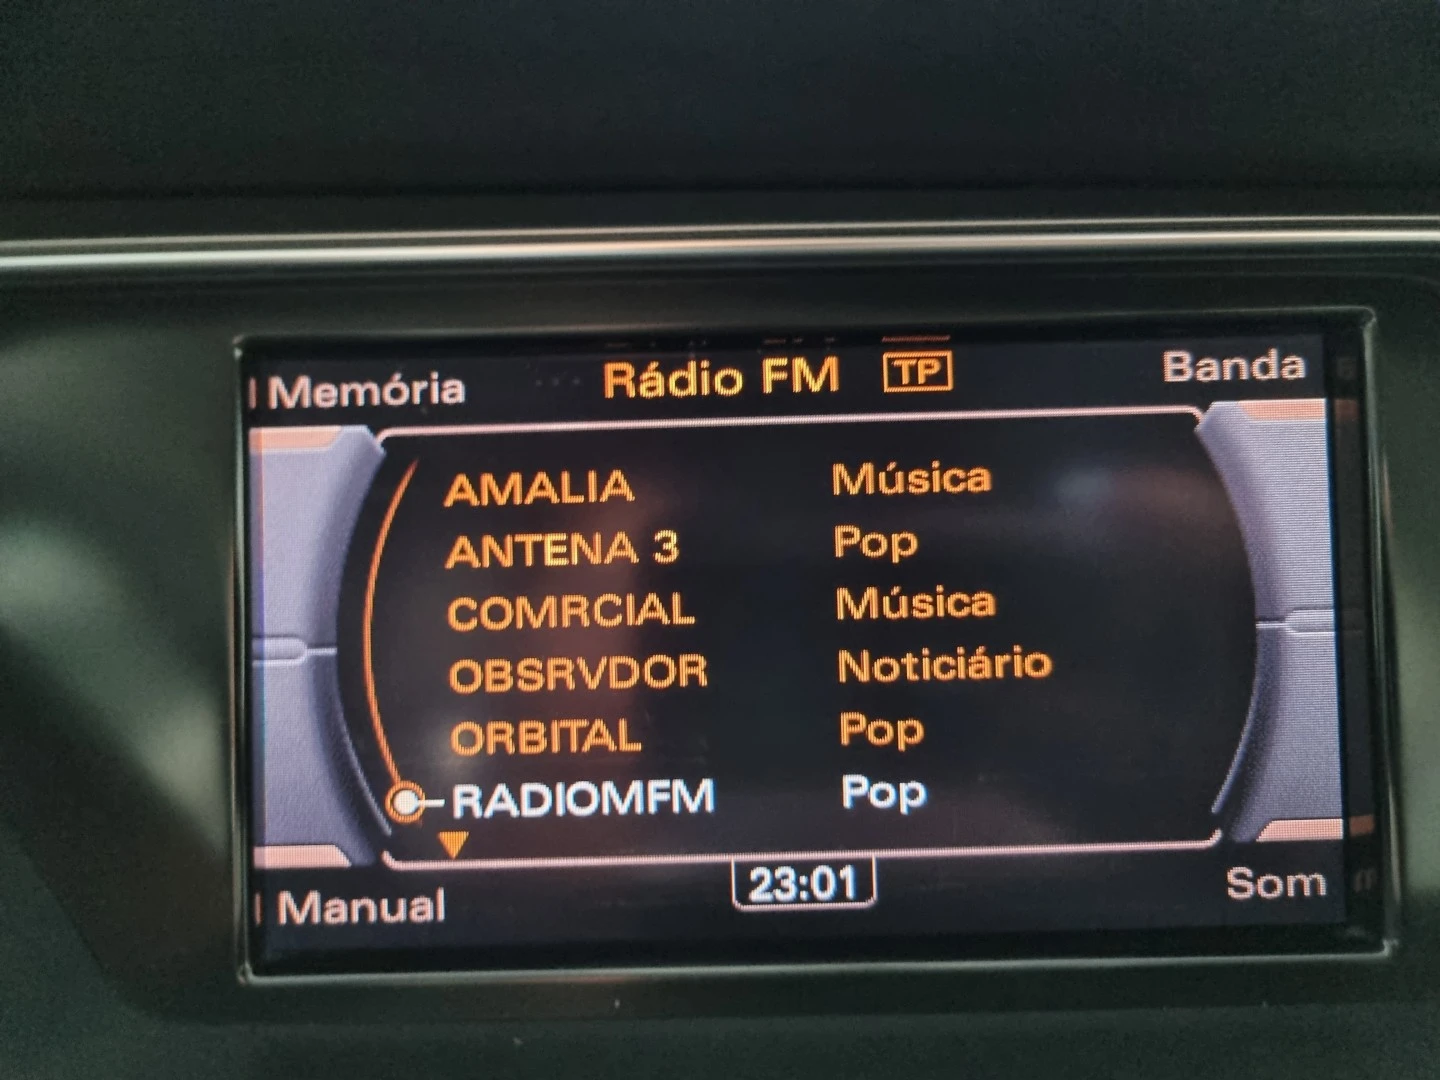 Memória Rádio FM TP Banda
AMALIA Música
ANTENA 3 Pop
COMRCIAL Música
OBSRVDOR Noticiário
ORBITAL Pop
RADIOMFM Pop
Manual 23:01 Som